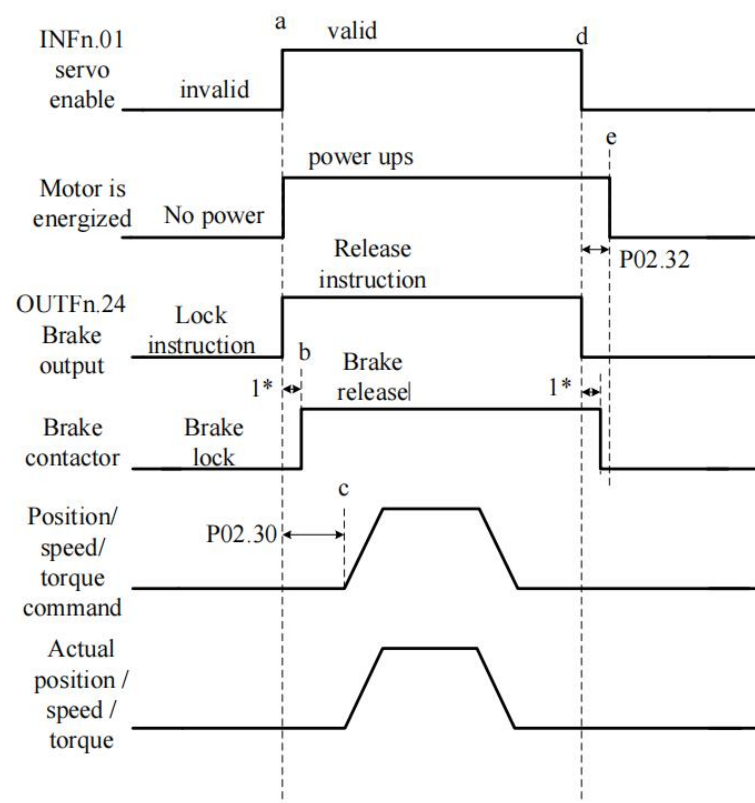 a
valid
d
INFn.01
servo
enable
invalid
e
power ups
Motor is
energized
No power
P02.32
Release
instruction
OUTFn.24
Brake
output
Lock
instruction
b
1*
Brake
release
1*
Brake
contactor
Brake
lock
c
Position/
speed/
torque
command
P02.30
Actual
position /
speed /
torque